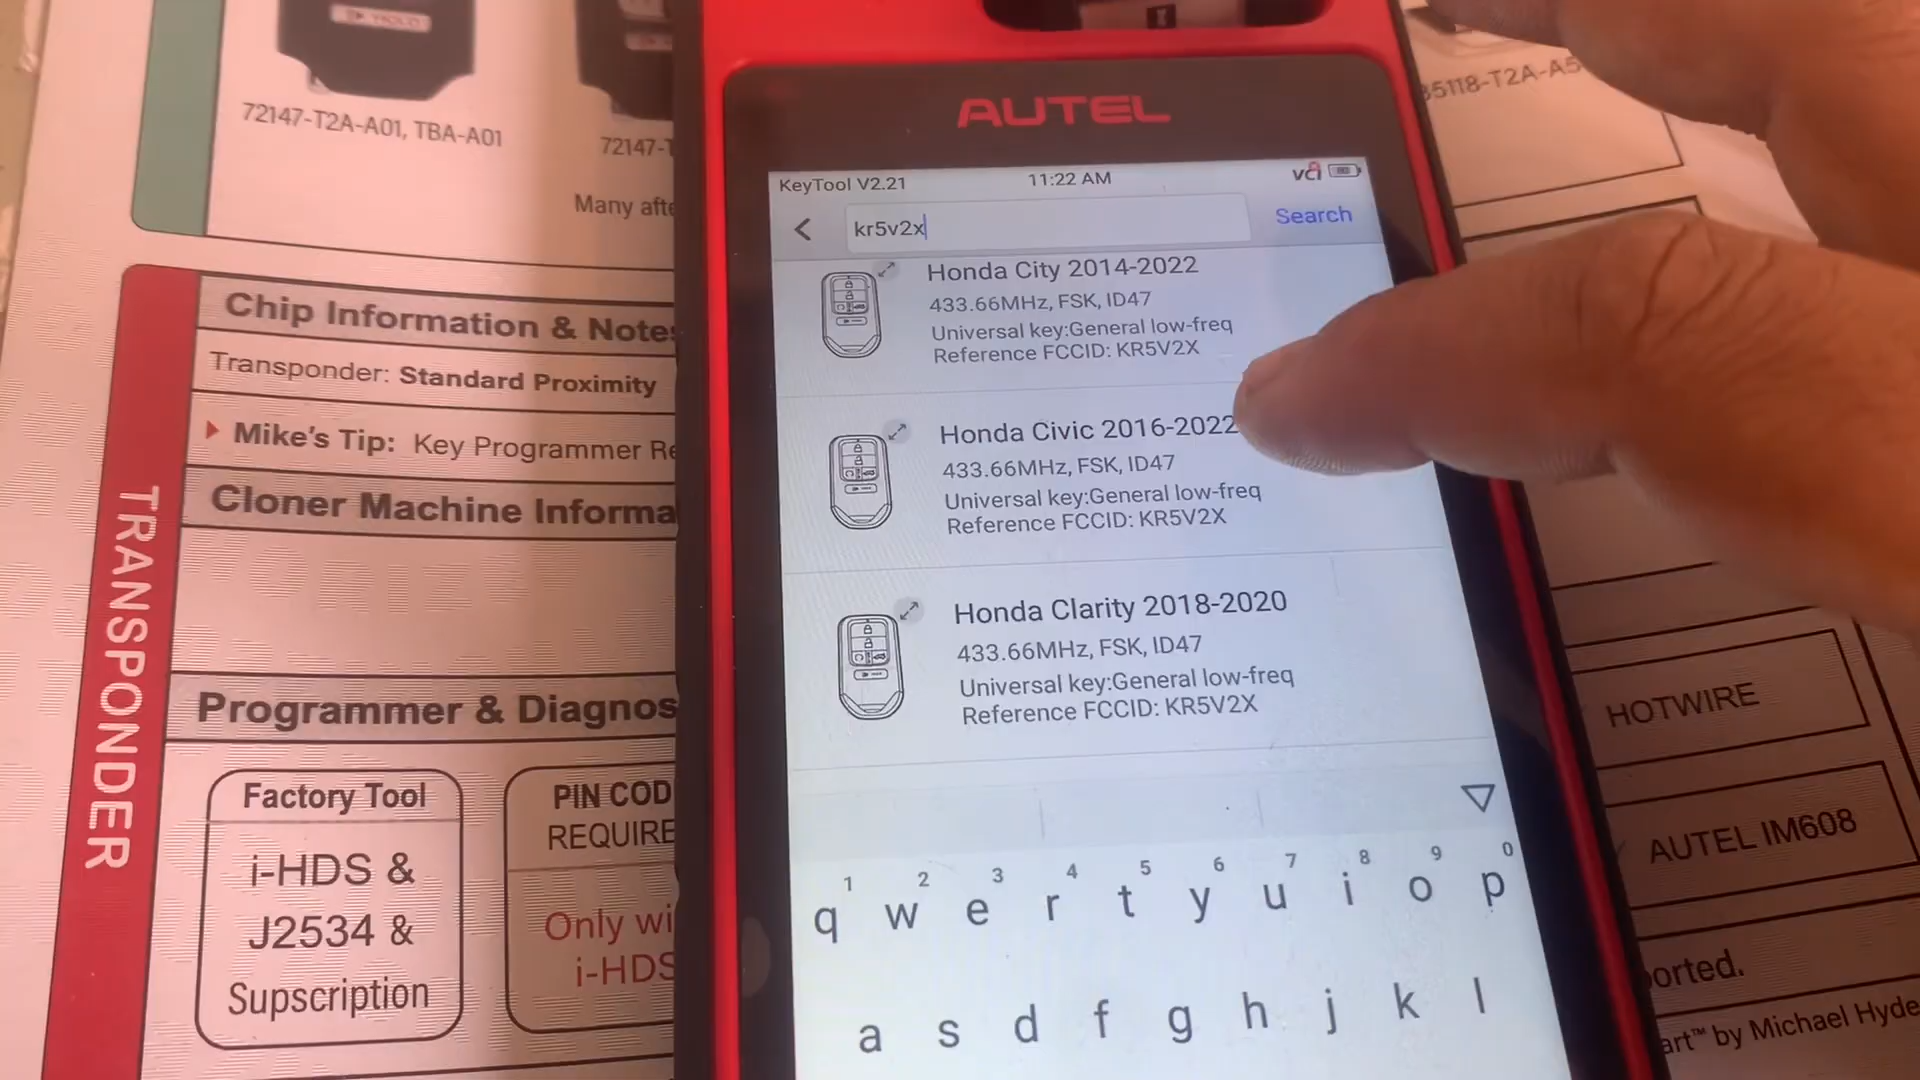 72147-T2A-A01, TBA-A01
72147-T
Many afte
Chip Information & Notes
Transponder: Standard Proximity
Mike's Tip: Key Programmer Re
Cloner Machine Informa
TRANSPONDER
Programmer & Diagnos
Factory Tool
i-HDS &
J2534 &
Supscription
PIN COD
REQUIRE
Only wi
i-HDS
AUTEL
KeyTool V2.21
11:22 AM
VCI
kr5v2x
Search
Honda City 2014-2022
433.66MHz, FSK, ID47
Universal key:General low-freq
Reference FCCID: KR5V2X
Honda Civic 2016-2022
433.66MHz, FSK, ID47
Universal key:General low-freq
Reference FCCID: KR5V2X
Honda Clarity 2018-2020
433.66MHz, FSK, ID47
Universal key:General low-freq
Reference FCCID: KR5V2X
1 2 3 4 5 6 7 8 9 0
q w e r t y u i o p
a s d f g h j k l
35118-T2A-A5
HOTWIRE
AUTEL IM608
orted.
art™ by Michael Hyde